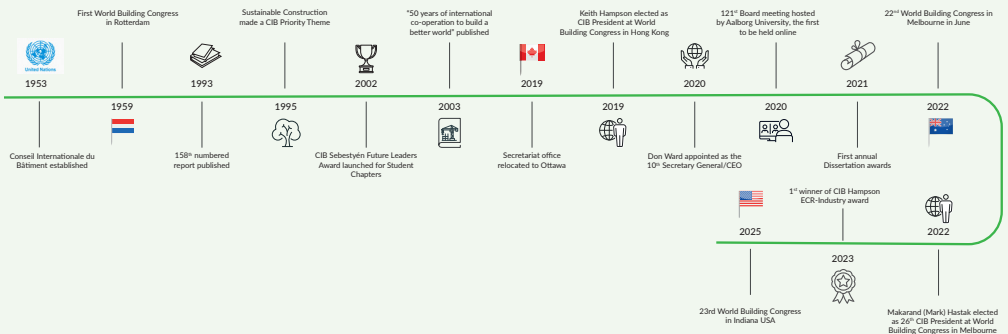 First World Building Congress
in Rotterdam
Sustainable Construction
made a CIB Priority Theme
"50 years of international
co-operation to build a
better world" published
Keith Hampson elected as
CIB President at World
Building Congress in Hong Kong
121st Board meeting hosted
by Aalborg University, the first
to be held online
22nd World Building Congress in
Melbourne in June
United Nations
1953
1993
2002
2019
2020
2021
1959
1995
2003
2019
2020
2022
Conseil Internationale du
Bâtiment established
158th numbered
report published
CIB Sebestyén Future Leaders
Award launched for Student
Chapters
Secretariat office
relocated to Ottawa
Don Ward appointed as the
10th Secretary General/CEO
First annual
Dissertation awards
1st winner of CIB Hampson
ECR-Industry award
2025
2022
2023
23rd World Building Congress
in Indiana USA
Makarand (Mark) Hastak elected
as 26th CIB President at World
Building Congress in Melbourne